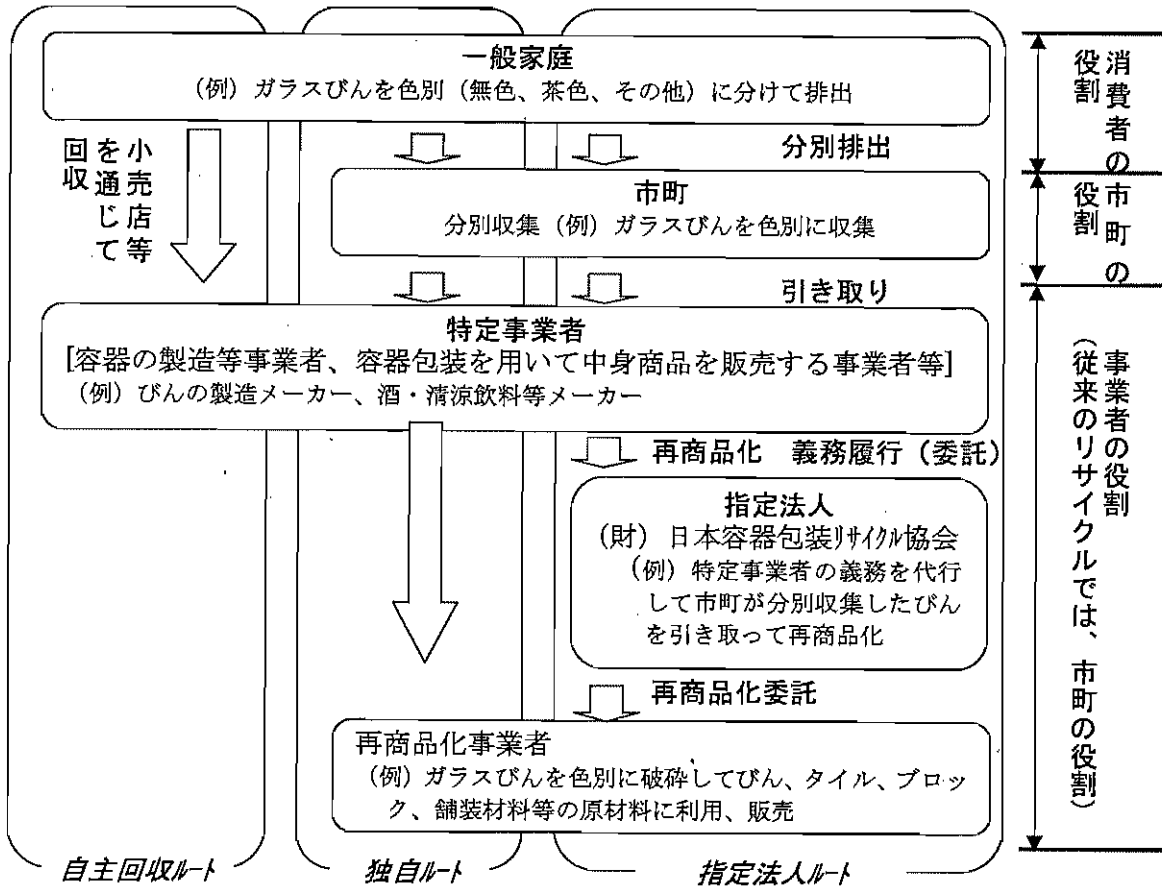 一般家庭
(例) ガラスびんを色別（無色、茶色、その他）に分けて排出
小売店等
を通じて
回収
分別排出
市町
分別収集（例）ガラスびんを色別に収集
引き取り
特定事業者
[容器の製造等事業者、容器包装を用いて中身商品を販売する事業者等]
(例) びんの製造メーカー、酒・清涼飲料等メーカー
再商品化 義務履行（委託）
指定法人
(財) 日本容器包装ﾘｻｲｸﾙ協会
(例) 特定事業者の義務を代行
して市町が分別収集したびん
を引き取って再商品化
再商品化委託
再商品化事業者
(例) ガラスびんを色別に破砕してびん、タイル、ブロッ
ク、舗装材料等の原材料に利用、販売
自主回収ﾙｰﾄ
独自ﾙｰﾄ
指定法人ﾙｰﾄ
消費者の
役割
市町の
役割
事業者の役割
（従来のリサイクルでは、市町の役割）